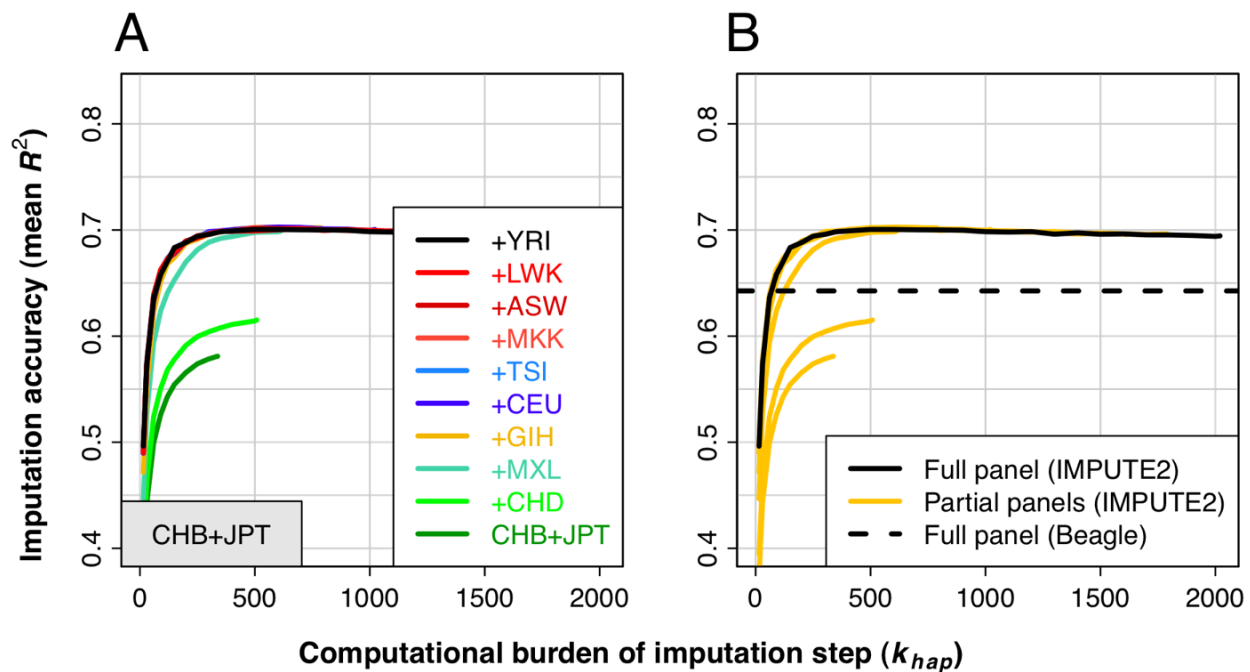 A
B
Imputation accuracy (mean R²)
0.8
0.7
0.6
0.5
0.4
+YRI
+LWK
+ASW
+MKK
+TSI
+CEU
+GIH
+MXL
+CHD
CHB+JPT
CHB+JPT
0 500 1000 1500 2000
0.8
0.7
0.6
0.5
0.4
Full panel (IMPUTE2)
Partial panels (IMPUTE2)
Full panel (Beagle)
0 500 1000 1500 2000
Computational burden of imputation step (k_hap)